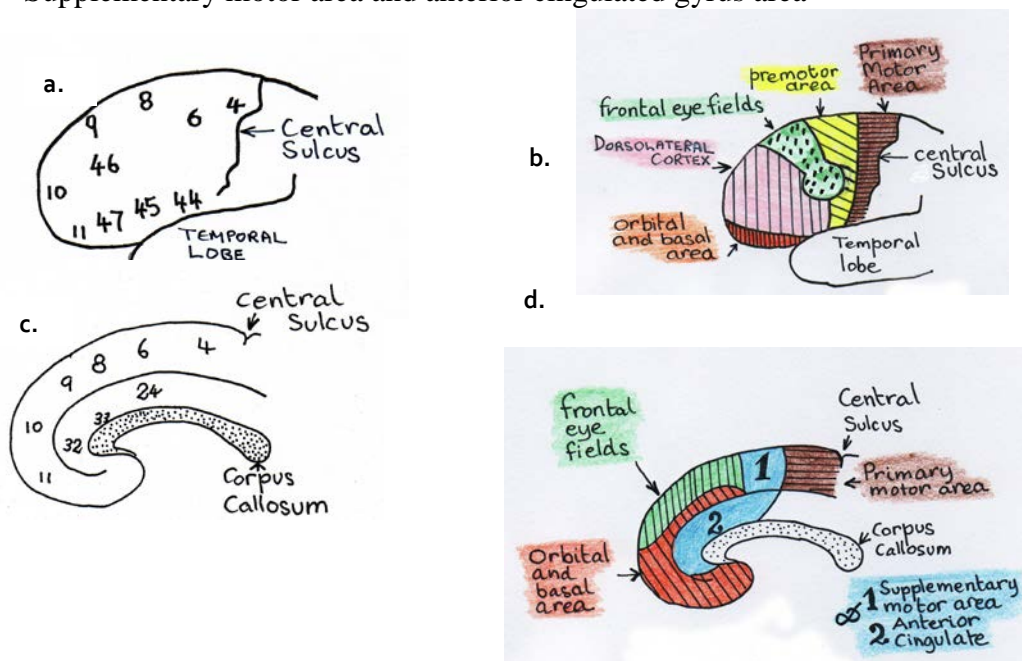 Supplementary motor area and anterior cingulated gyrus area
a.
8
6
4
9
46
10
11
47
45
44
Central
Sulcus
TEMPORAL
LOBE
b.
Primary
Motor
Area
premotor
area
frontal eye fields
DORSOLATERAL
CORTEX
central
Sulcus
Orbital
and basal
area
Temporal
lobe
c.
Central
Sulcus
4
6
8
9
10
11
24
33
32
Corpus
Callosum
d.
frontal
eye
fields
Central
Sulcus
Primary
motor area
1
2
Corpus
Callosum
Orbital
and
basal
area
1 Supplementary
motor area
2 Anterior
Cingulate